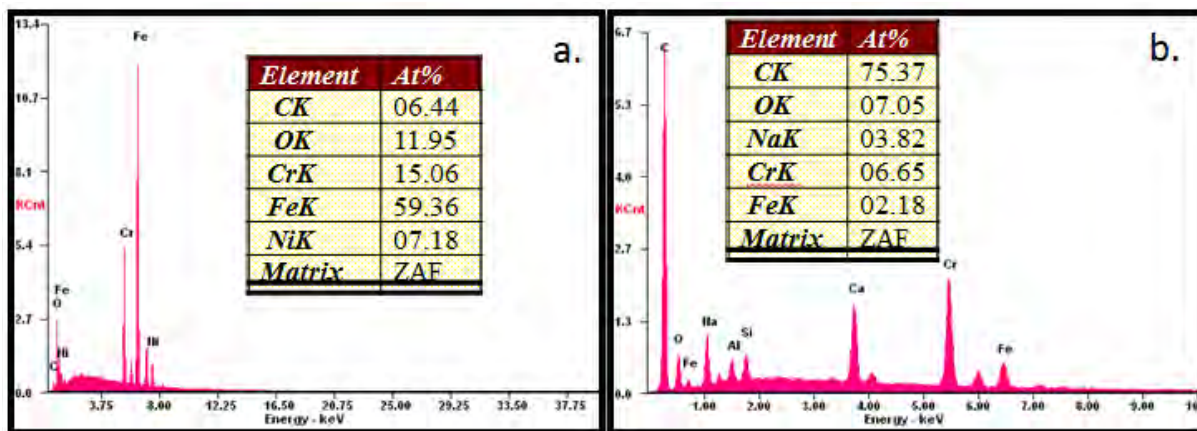 a.
13.4
10.7
8.1
KCnt
5.4
2.7
0.0
Fe
Cr
Fe
O
Ni
C
Ni
Element At%
CK 06.44
OK 11.95
CrK 15.06
FeK 59.36
NiK 07.18
Matrix ZAF
3.75 8.00 12.25 16.50 20.75 25.00 29.25 33.50 37.75
Energy - keV
b.
6.7
5.3
4.0
KCnt
2.7
1.3
0.0
C
O
Fe
Na
Al
Si
Ca
Cr
Fe
Element At%
CK 75.37
OK 07.05
NaK 03.82
CrK 06.65
FeK 02.18
Matrix ZAF
1.00 2.00 3.00 4.00 5.00 6.00 7.00 8.00 9.00 10
Energy - keV